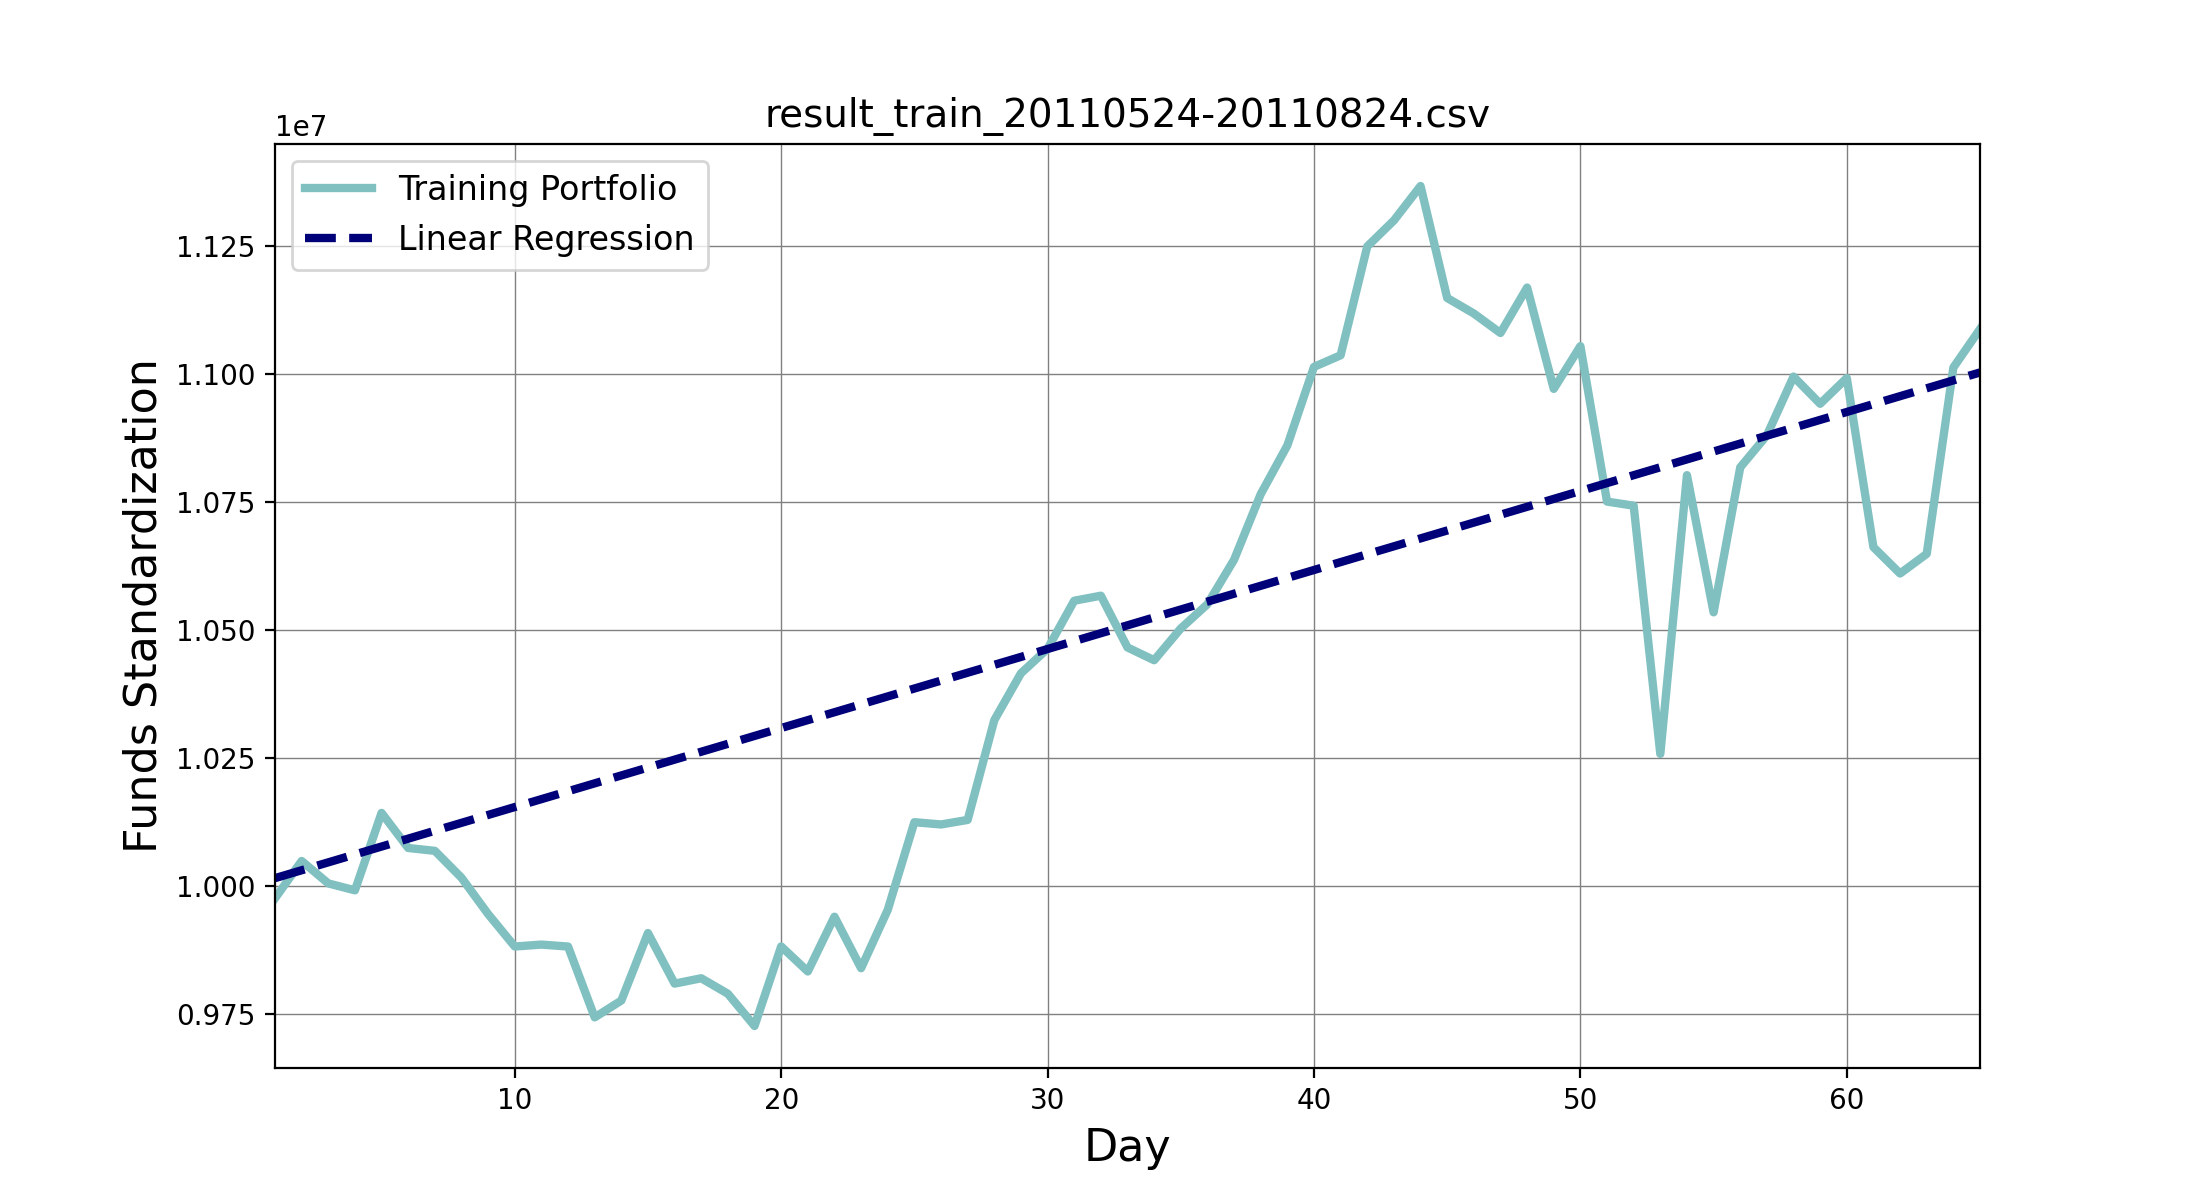 result_train_20110524-20110824.csv
1e7
Training Portfolio
Linear Regression
1.125
1.100
1.075
1.050
1.025
1.000
0.975
Funds Standardization
10 20 30 40 50 60
Day